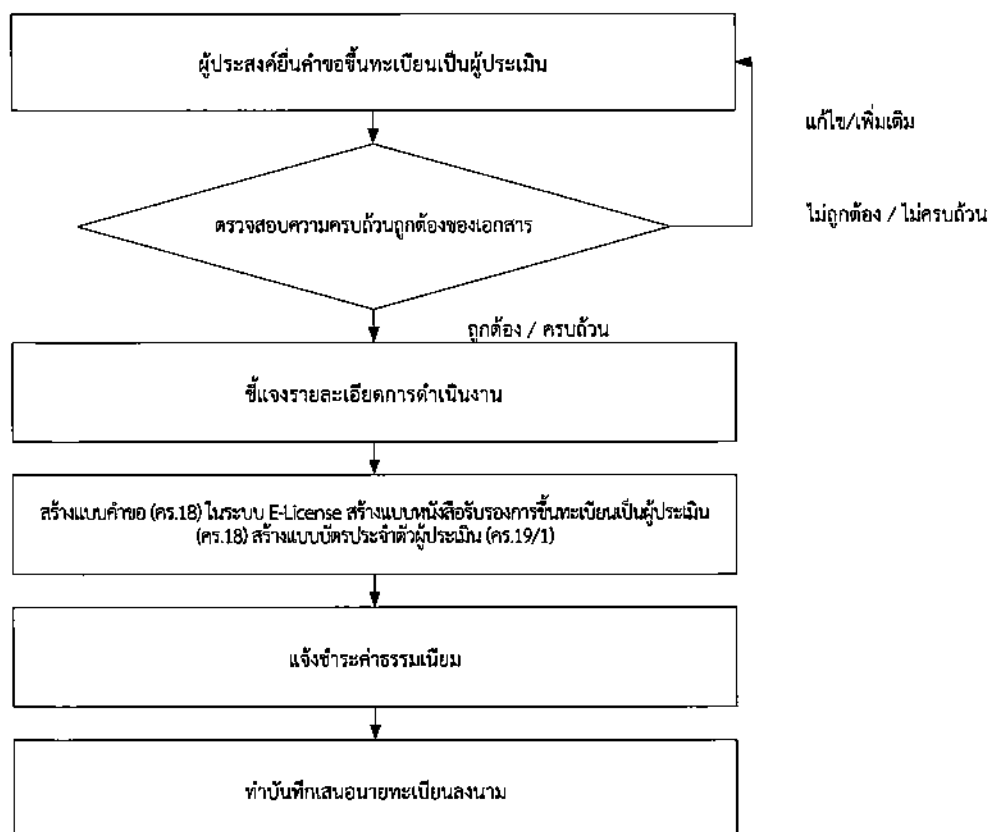 ผู้ประสงค์ยื่นคำขอขึ้นทะเบียนเป็นผู้ประเมิน
แก้ไข/เพิ่มเติม
ตรวจสอบความครบถ้วนถูกต้องของเอกสาร
ไม่ถูกต้อง / ไม่ครบถ้วน
ถูกต้อง / ครบถ้วน
ชี้แจงรายละเอียดการดำเนินงาน
สร้างแบบคำขอ (คร.18) ในระบบ E-License สร้างแบบหนังสือรับรองการขึ้นทะเบียนเป็นผู้ประเมิน
(คร.18) สร้างแบบบัตรประจำตัวผู้ประเมิน (คร.19/1)
แจ้งชำระค่าธรรมเนียม
ทำบันทึกเสนอนายทะเบียนลงนาม